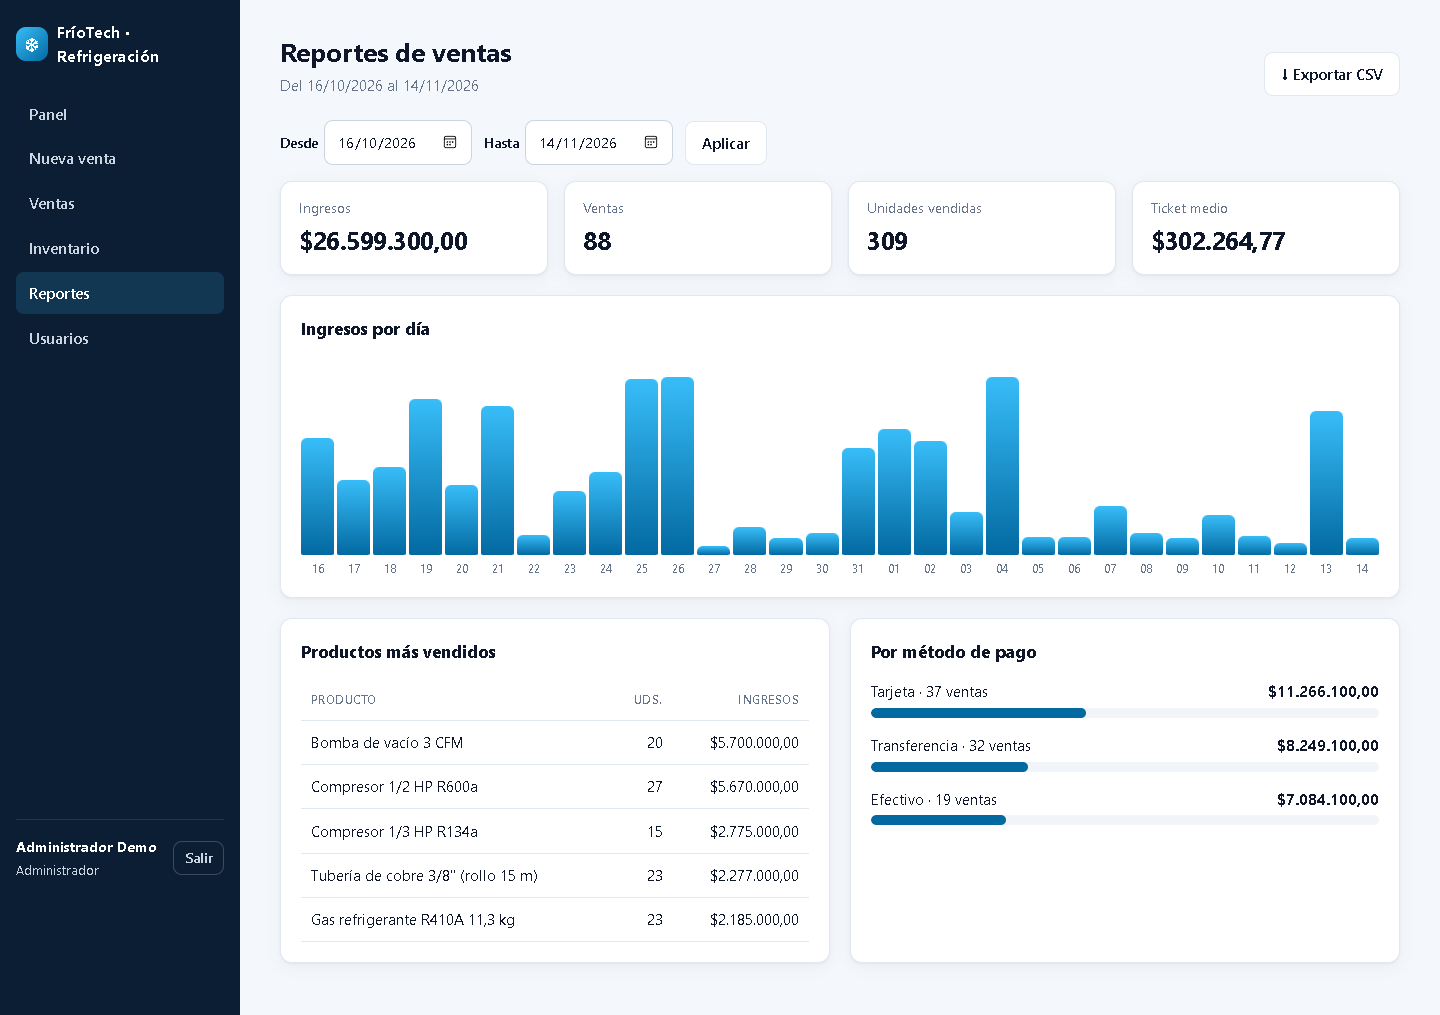 FríoTech ·
Refrigeración
Panel
Nueva venta
Ventas
Inventario
Reportes
Usuarios
Administrador Demo
Administrador
Salir
Reportes de ventas
Del 16/10/2026 al 14/11/2026
↓ Exportar CSV
Desde 16/10/2026 Hasta 14/11/2026 Aplicar
Ingresos
$26.599.300,00
Ventas
88
Unidades vendidas
309
Ticket medio
$302.264,77
Ingresos por día
16 17 18 19 20 21 22 23 24 25 26 27 28 29 30 31 01 02 03 04 05 06 07 08 09 10 11 12 13 14
Productos más vendidos
PRODUCTO UDS. INGRESOS
Bomba de vacío 3 CFM 20 $5.700.000,00
Compresor 1/2 HP R600a 27 $5.670.000,00
Compresor 1/3 HP R134a 15 $2.775.000,00
Tubería de cobre 3/8" (rollo 15 m) 23 $2.277.000,00
Gas refrigerante R410A 11,3 kg 23 $2.185.000,00
Por método de pago
Tarjeta · 37 ventas $11.266.100,00
Transferencia · 32 ventas $8.249.100,00
Efectivo · 19 ventas $7.084.100,00